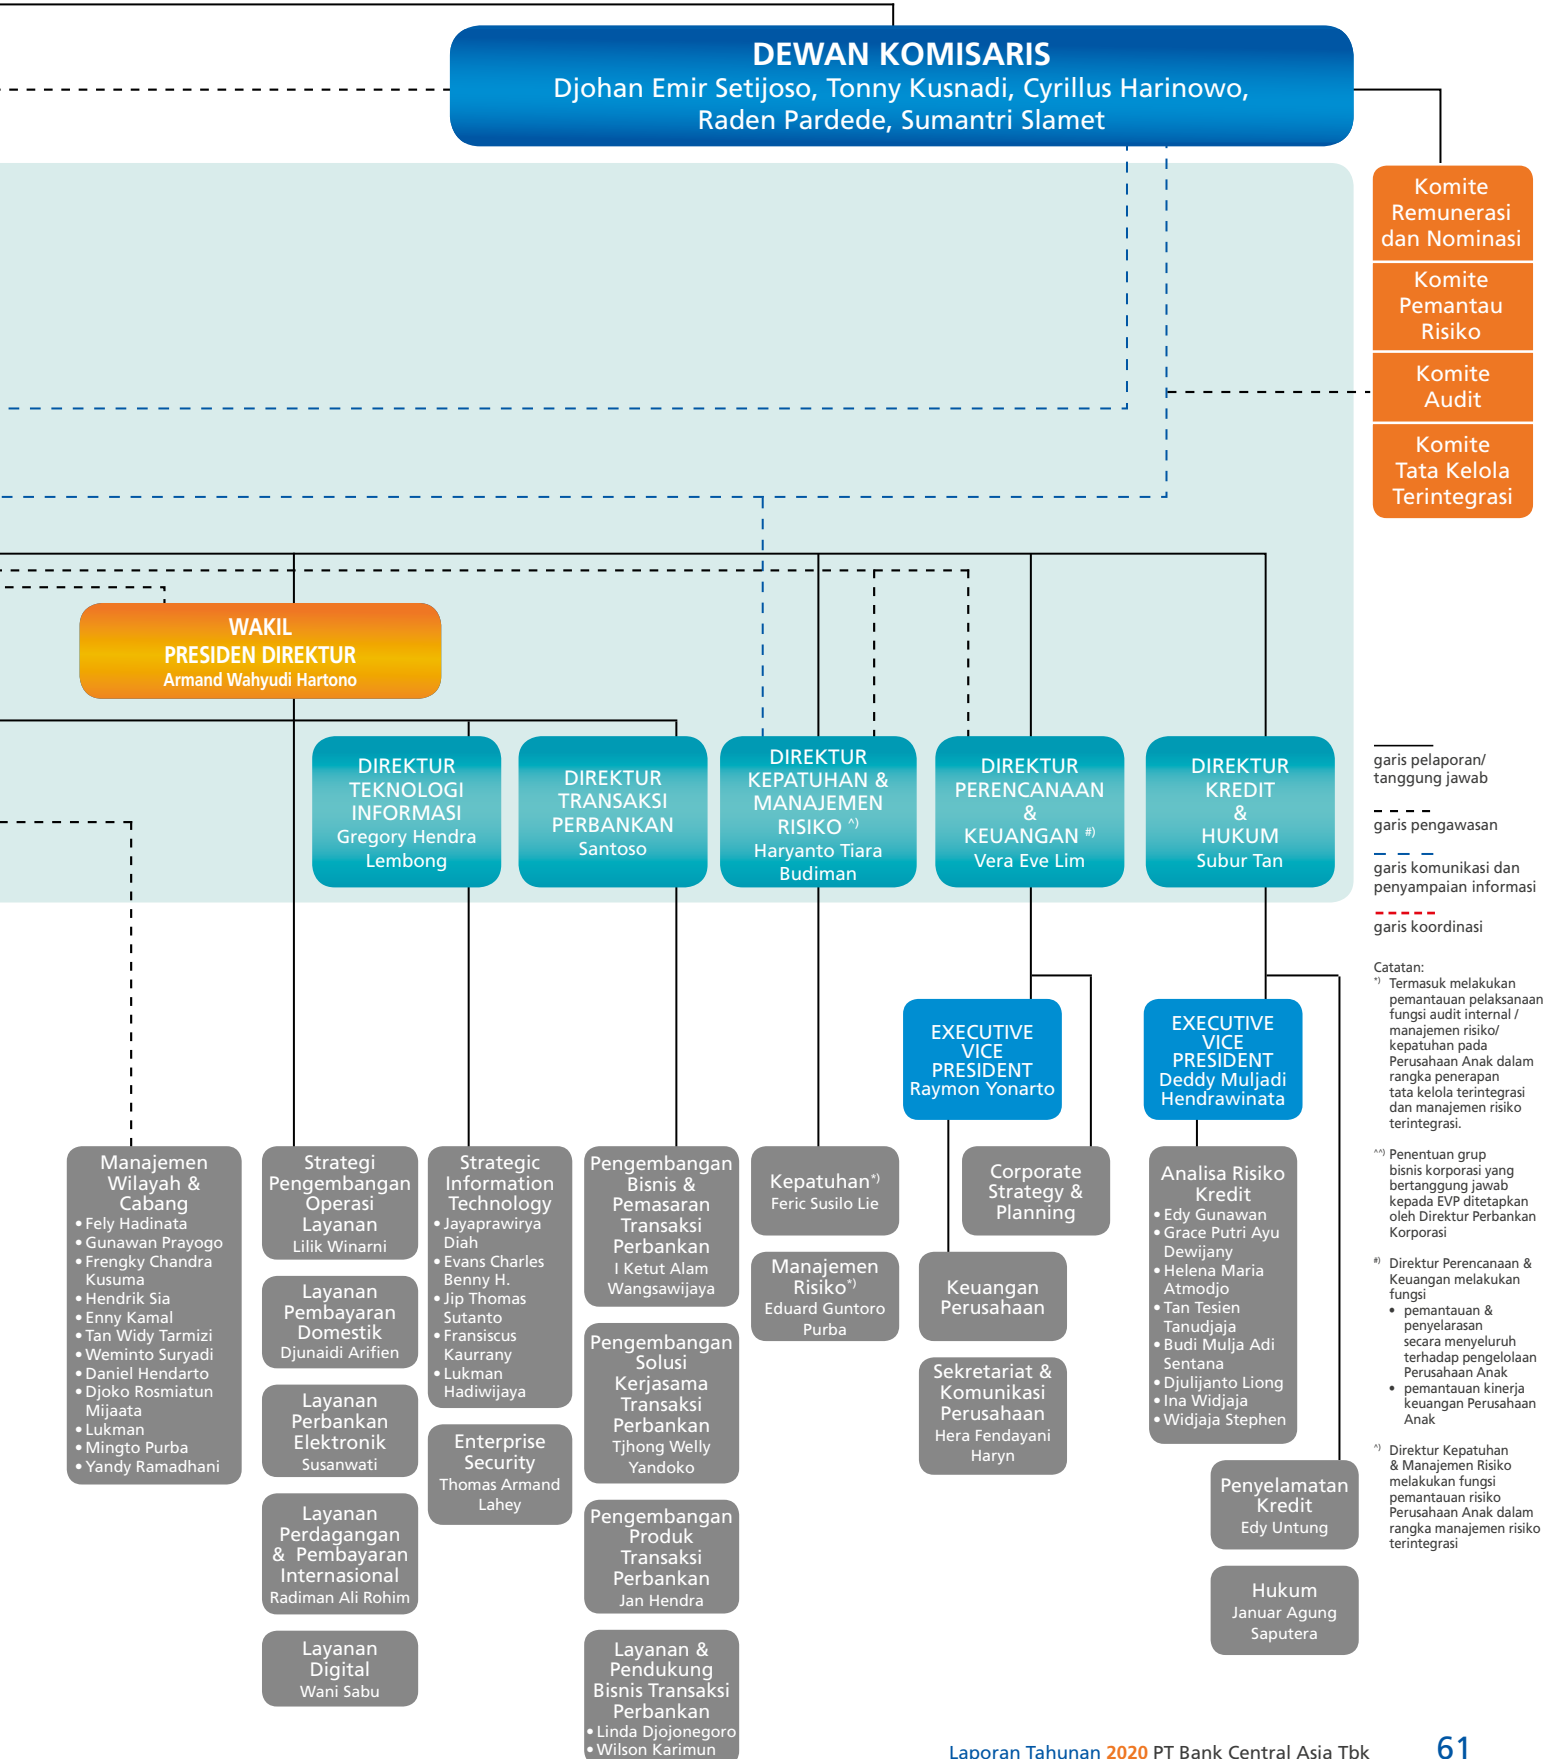 DEWAN KOMISARIS
Djohan Emir Setijoso, Tonny Kusnadi, Cyrillus Harinowo,
Raden Pardede, Sumantri Slamet
Komite
Remunerasi
dan Nominasi
Komite
Pemantau
Risiko
Komite
Audit
Komite
Tata Kelola
Terintegrasi
WAKIL
PRESIDEN DIREKTUR
Armand Wahyudi Hartono
DIREKTUR
TEKNOLOGI
INFORMASI
Gregory Hendra
Lembong
DIREKTUR
TRANSAKSI
PERBANKAN
Santoso
DIREKTUR
KEPATUHAN &
MANAJEMEN
RISIKO ^)
Haryanto Tiara
Budiman
DIREKTUR
PERENCANAAN
&
KEUANGAN #)
Vera Eve Lim
DIREKTUR
KREDIT
&
HUKUM
Subur Tan
garis pelaporan/
tanggung jawab
garis pengawasan
garis komunikasi dan
penyampaian informasi
garis koordinasi
EXECUTIVE
VICE
PRESIDENT
Raymon Yonarto
EXECUTIVE
VICE
PRESIDENT
Deddy Muljadi
Hendrawinata
Manajemen
Wilayah &
Cabang
• Fely Hadinata
• Gunawan Prayogo
• Frengky Chandra
Kusuma
• Hendrik Sia
• Enny Kamal
• Tan Widy Tarmizi
• Weminto Suryadi
• Daniel Hendarto
• Djoko Rosmiatun
Mijaata
• Lukman
• Mingto Purba
• Yandy Ramadhani
Strategi
Pengembangan
Operasi
Layanan
Lilik Winarni
Layanan
Pembayaran
Domestik
Djunaidi Arifien
Layanan
Perbankan
Elektronik
Susanwati
Layanan
Perdagangan
& Pembayaran
Internasional
Radiman Ali Rohim
Layanan
Digital
Wani Sabu
Strategic
Information
Technology
• Jayaprawirya
Diah
• Evans Charles
Benny H.
• Jip Thomas
Sutanto
• Fransiscus
Kaurrany
• Lukman
Hadiwijaya
Enterprise
Security
Thomas Armand
Lahey
Pengembangan
Bisnis &
Pemasaran
Transaksi
Perbankan
I Ketut Alam
Wangsawijaya
Pengembangan
Solusi
Kerjasama
Transaksi
Perbankan
Tjhong Welly
Yandoko
Pengembangan
Produk
Transaksi
Perbankan
Jan Hendra
Layanan &
Pendukung
Bisnis Transaksi
Perbankan
• Linda Djojonegoro
• Wilson Karimun
Kepatuhan*)
Feric Susilo Lie
Manajemen
Risiko*)
Eduard Guntoro
Purba
Corporate
Strategy &
Planning
Keuangan
Perusahaan
Sekretariat &
Komunikasi
Perusahaan
Hera Fendayani
Haryn
Analisa Risiko
Kredit
• Edy Gunawan
• Grace Putri Ayu
Dewijany
• Helena Maria
Atmodjo
• Tan Tesien
Tanudjaja
• Budi Mulja Adi
Sentana
• Djulijanto Liong
• Ina Widjaja
• Widjaja Stephen
Penyelamatan
Kredit
Edy Untung
Hukum
Januar Agung
Saputera
Catatan:
*) Termasuk melakukan
pemantauan pelaksanaan
fungsi audit internal /
manajemen risiko/
kepatuhan pada
Perusahaan Anak dalam
rangka penerapan
tata kelola terintegrasi
dan manajemen risiko
terintegrasi.
^^) Penentuan grup
bisnis korporasi yang
bertanggung jawab
kepada EVP ditetapkan
oleh Direktur Perbankan
Korporasi
#) Direktur Perencanaan &
Keuangan melakukan
fungsi
• pemantauan &
penyelarasan
secara menyeluruh
terhadap pengelolaan
Perusahaan Anak
• pemantauan kinerja
keuangan Perusahaan
Anak
^) Direktur Kepatuhan
& Manajemen Risiko
melakukan fungsi
pemantauan risiko
Perusahaan Anak dalam
rangka manajemen risiko
terintegrasi
Laporan Tahunan 2020 PT Bank Central Asia Tbk 61